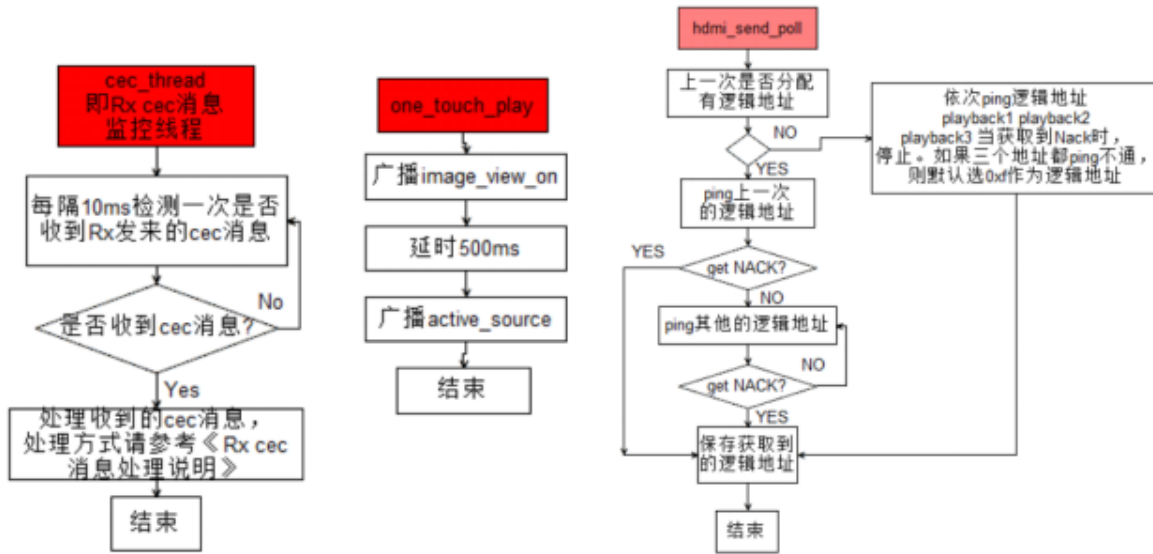 cec_thread
即Rx cec消息
监控线程
每隔10ms检测一次是否
收到Rx发来的cec消息
No
是否收到cec消息?
Yes
处理收到的cec消息，
处理方式请参考《Rx cec
消息处理说明》
结束
one_touch_play
广播image_view_on
延时500ms
广播active_source
结束
hdmi_send_poll
上一次是否分配
有逻辑地址
NO
YES
依次ping逻辑地址
playback1 playback2
playback3 当获取到Nack时，
停止。如果三个地址都ping不通，
则默认选0xf作为逻辑地址
ping上一次
的逻辑地址
YES
get NACK?
NO
ping其他的逻辑地址
NO
get NACK?
YES
保存获取到
的逻辑地址
结束